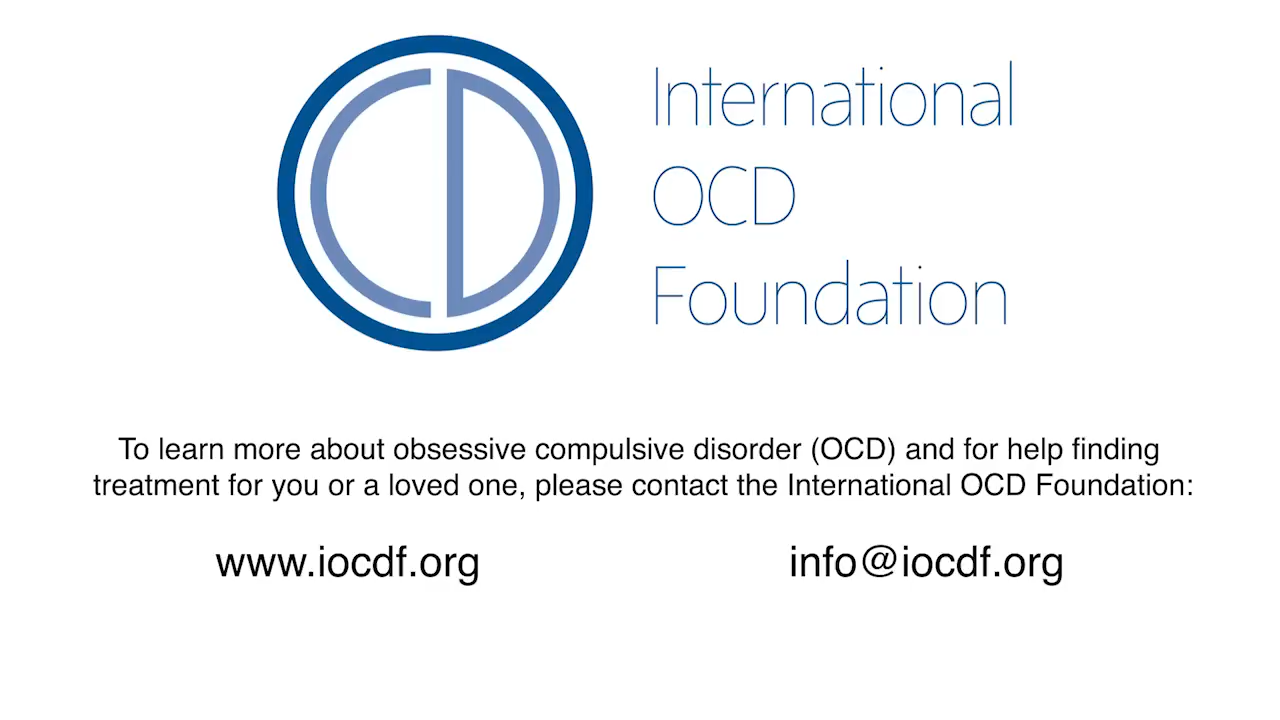 International
OCD
Foundation
To learn more about obsessive compulsive disorder (OCD) and for help finding
treatment for you or a loved one, please contact the International OCD Foundation:
www.iocdf.org
info@iocdf.org